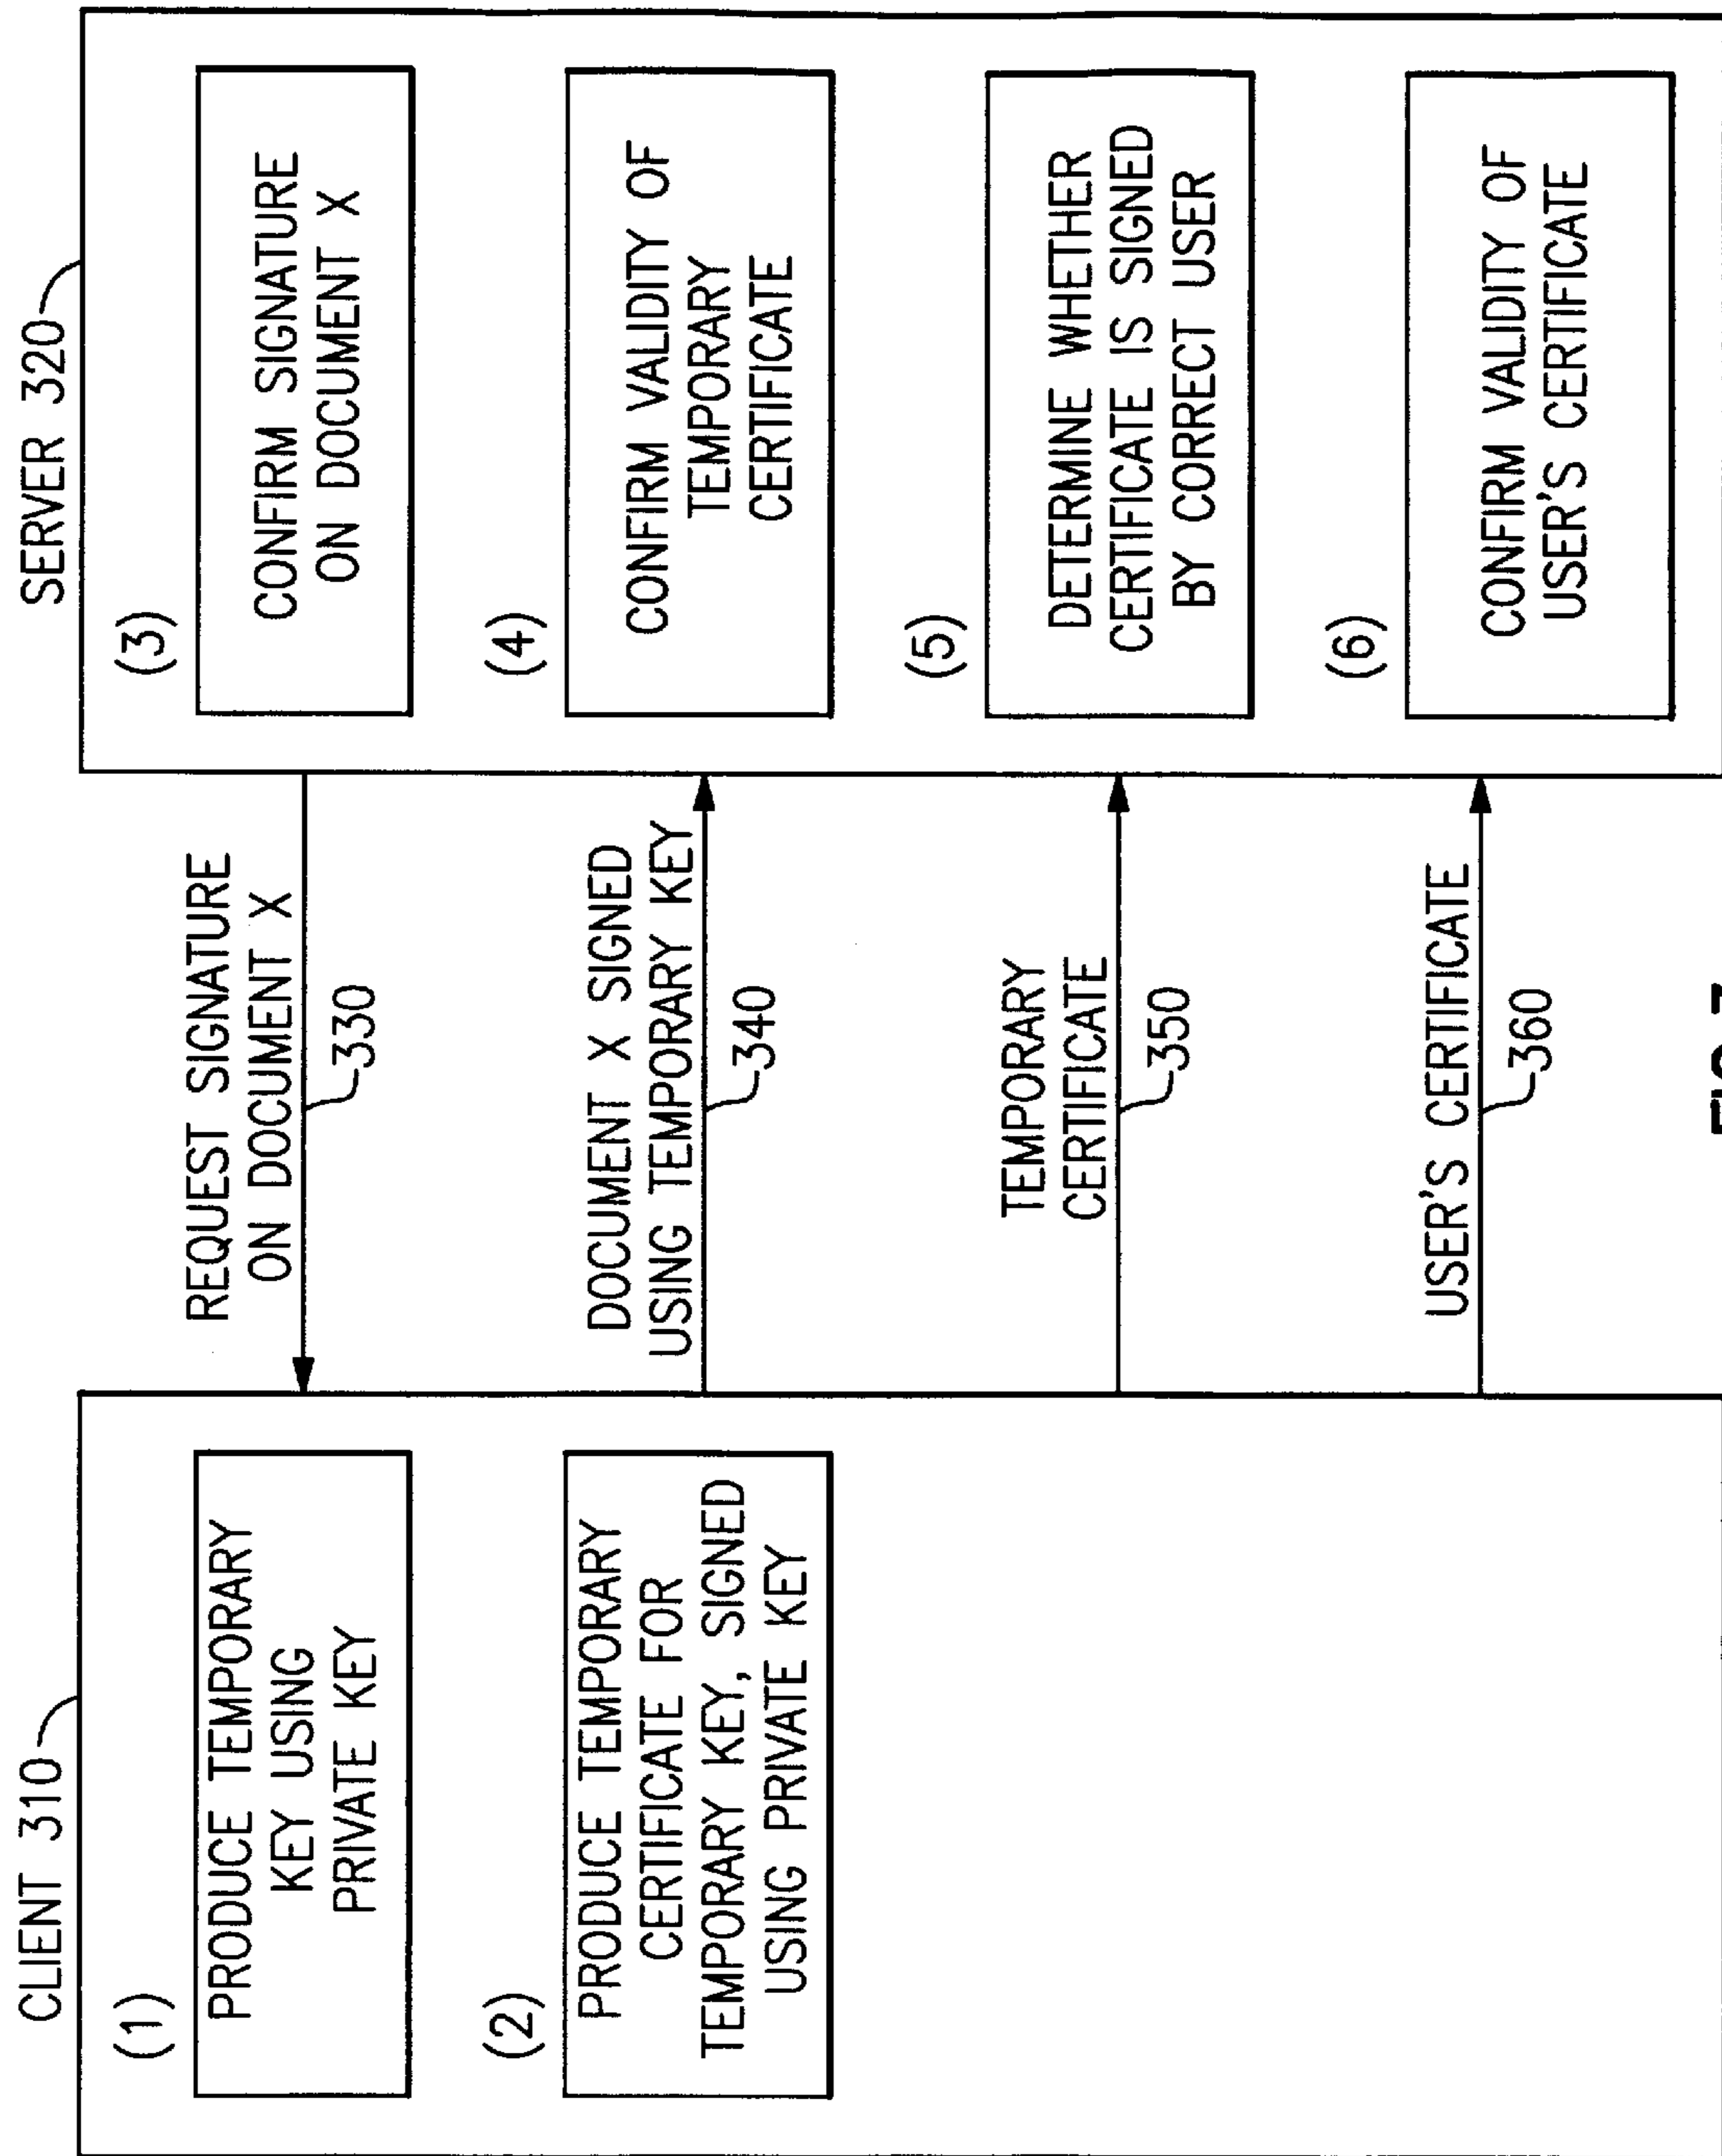 CLIENT 310
(1)
PRODUCE TEMPORARY
KEY USING
PRIVATE KEY
(2)
PRODUCE TEMPORARY
CERTIFICATE FOR
TEMPORARY KEY, SIGNED
USING PRIVATE KEY
REQUEST SIGNATURE
ON DOCUMENT X
330
DOCUMENT X SIGNED
USING TEMPORARY KEY
340
TEMPORARY
CERTIFICATE
350
USER'S CERTIFICATE
360
SERVER 320
(3)
CONFIRM SIGNATURE
ON DOCUMENT X
(4)
CONFIRM VALIDITY OF
TEMPORARY
CERTIFICATE
(5)
DETERMINE WHETHER
CERTIFICATE IS SIGNED
BY CORRECT USER
(6)
CONFIRM VALIDITY OF
USER'S CERTIFICATE